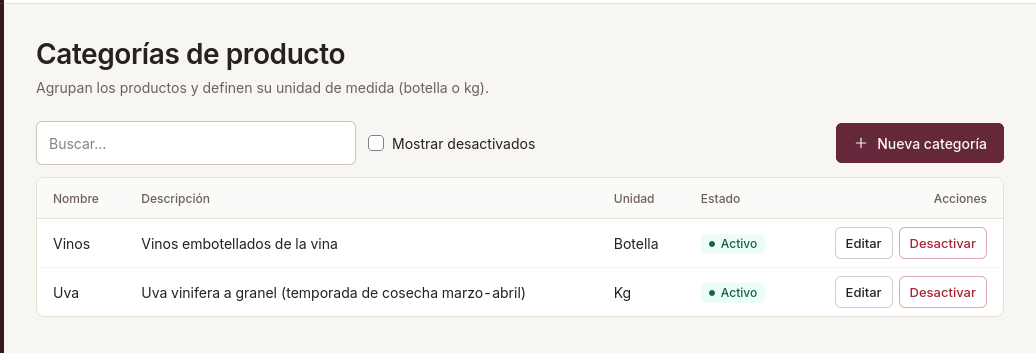 Categorías de producto
Agrupan los productos y definen su unidad de medida (botella o kg).
Buscar...
Mostrar desactivados
+ Nueva categoría
Nombre Descripción Unidad Estado Acciones
Vinos Vinos embotellados de la vina Botella Activo Editar Desactivar
Uva Uva vinifera a granel (temporada de cosecha marzo-abril) Kg Activo Editar Desactivar